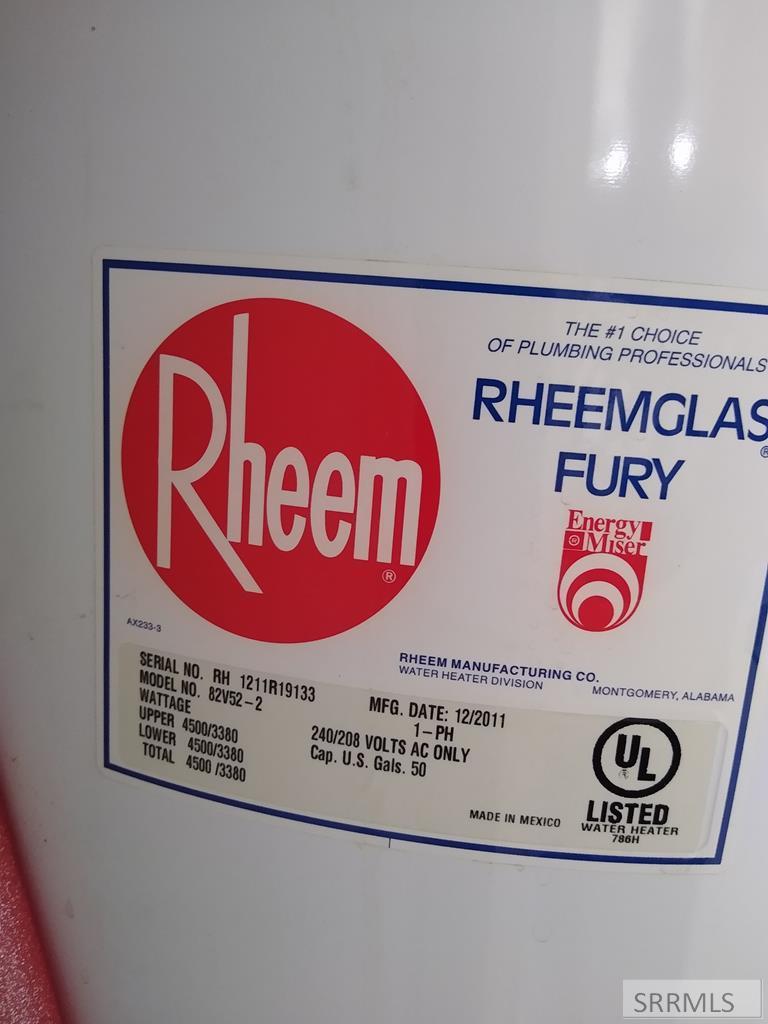 THE #1 CHOICE
OF PLUMBING PROFESSIONALS
Rheem
®
RHEEMGLAS
®
FURY
Energy
® Miser
AX233-3
RHEEM MANUFACTURING CO.
WATER HEATER DIVISION
MONTGOMERY, ALABAMA
SERIAL NO. RH 1211R19133
MODEL NO. 82V52-2
MFG. DATE: 12/2011
WATTAGE
1-PH
UPPER 4500/3380
240/208 VOLTS AC ONLY
LOWER 4500/3380
Cap. U.S. Gals. 50
TOTAL 4500 /3380
MADE IN MEXICO
UL
LISTED
WATER HEATER
786H
SRRMLS